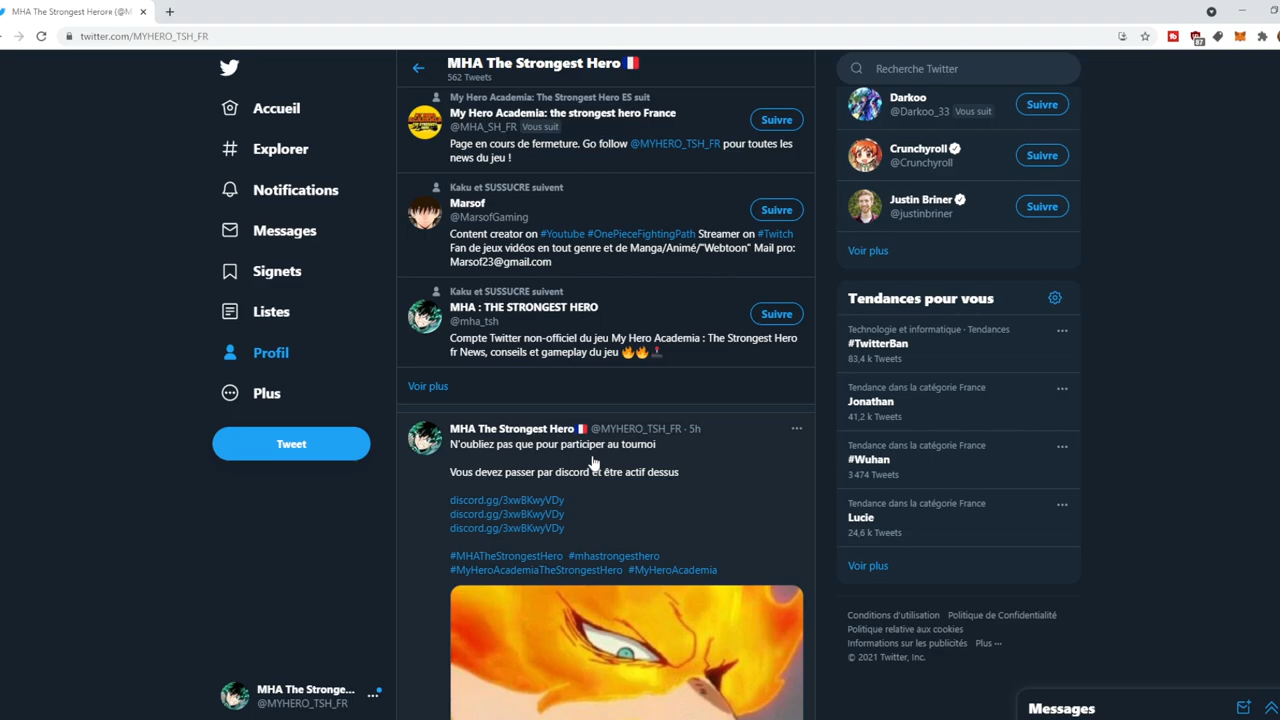 MHA The Strongest Heroꜰʀ (@M
twitter.com/MYHERO_TSH_FR
87
Accueil
Explorer
Notifications
Messages
Signets
Listes
Profil
Plus
Tweet
MHA The Stronge...
@MYHERO_TSH_FR
MHA The Strongest Hero
562 Tweets
My Hero Academia: The Strongest Hero ES suit
My Hero Academia: the strongest hero France
@MHA_SH_FR Vous suit
Suivre
Page en cours de fermeture. Go follow @MYHERO_TSH_FR pour toutes les
news du jeu !
Kaku et SUSSUCRE suivent
Marsof
@MarsofGaming
Suivre
Content creator on #Youtube #OnePieceFightingPath Streamer on #Twitch
Fan de jeux vidéos en tout genre et de Manga/Animé/"Webtoon" Mail pro:
Marsof23@gmail.com
Kaku et SUSSUCRE suivent
MHA : THE STRONGEST HERO
@mha_tsh
Suivre
Compte Twitter non-officiel du jeu My Hero Academia : The Strongest Hero
fr News, conseils et gameplay du jeu 🔥🔥🕹️
Voir plus
MHA The Strongest Hero 🇫🇷 @MYHERO_TSH_FR · 5h
N'oubliez pas que pour participer au tournoi
Vous devez passer par discord et être actif dessus
discord.gg/3xwBKwyVDy
discord.gg/3xwBKwyVDy
discord.gg/3xwBKwyVDy
#MHATheStrongestHero #mhastrongesthero
#MyHeroAcademiaTheStrongestHero #MyHeroAcademia
Recherche Twitter
Darkoo
@Darkoo_33 Vous suit
Suivre
Crunchyroll
@Crunchyroll
Suivre
Justin Briner
@justinbriner
Suivre
Voir plus
Tendances pour vous
Technologie et informatique · Tendances
#TwitterBan
83,4 k Tweets
Tendance dans la catégorie France
Jonathan
41,2 k Tweets
Tendance dans la catégorie France
#Wuhan
3 474 Tweets
Tendance dans la catégorie France
Lucie
24,6 k Tweets
Voir plus
Conditions d'utilisation Politique de Confidentialité
Politique relative aux cookies
Informations sur les publicités Plus ···
© 2021 Twitter, Inc.
Messages